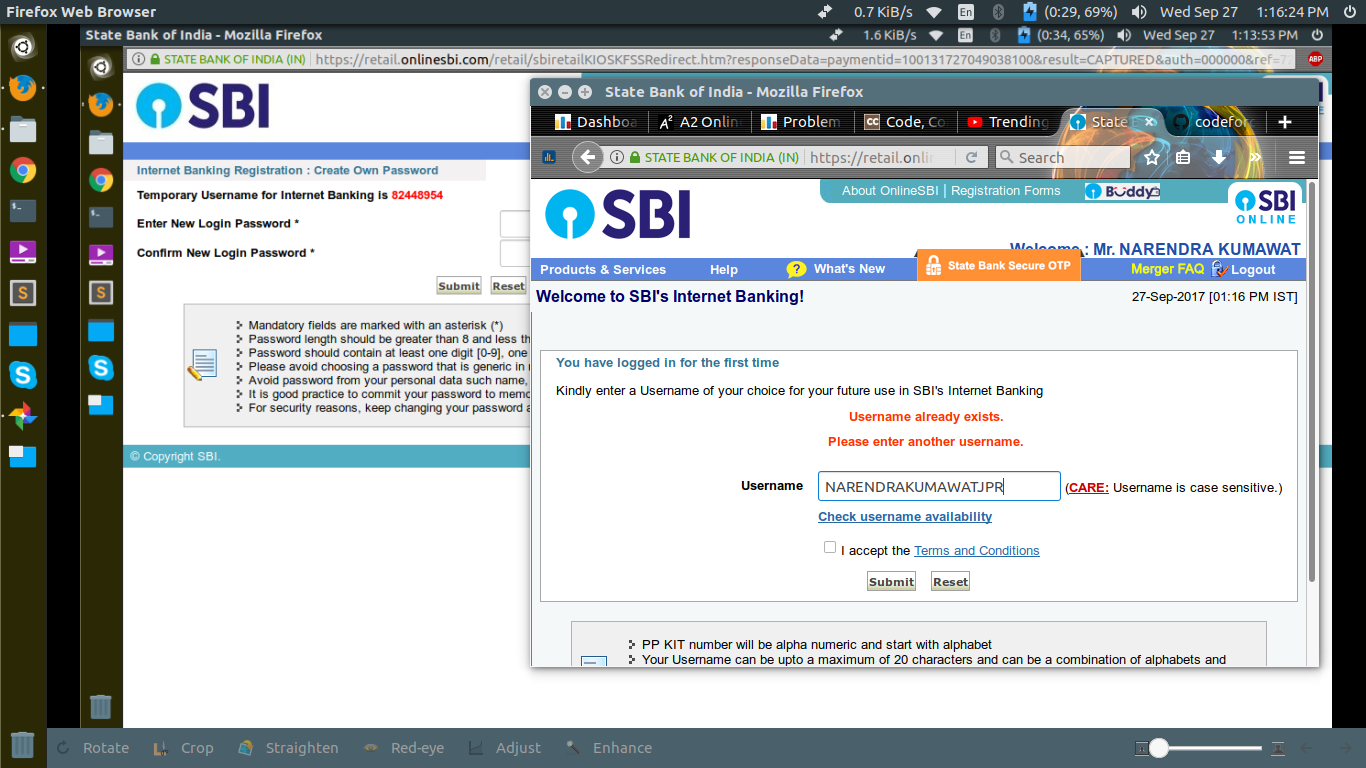 Firefox Web Browser
0.7 KiB/s
En
(0:29, 69%)
Wed Sep 27
1:16:24 PM
State Bank of India - Mozilla Firefox
1.6 KiB/s
En
(0:34, 65%)
Wed Sep 27
1:13:53 PM
STATE BANK OF INDIA (IN)
https://retail.onlinesbi.com/retail/sbiretailKIOSKFSSRedirect.htm?responseData=paymentid=100131727049038100&result=CAPTURED&auth=000000&ref=7
ABP
SBI
Internet Banking Registration : Create Own Password
Temporary Username for Internet Banking is 82448954
Enter New Login Password *
Confirm New Login Password *
Submit
Reset
Mandatory fields are marked with an asterisk (*)
Password length should be greater than 8 and less th
Password should contain at least one digit [0-9], one
Please avoid choosing a password that is generic in
Avoid password from your personal data such name,
It is good practice to commit your password to memo
For security reasons, keep changing your password a
© Copyright SBI.
State Bank of India - Mozilla Firefox
Dashboa
A2 Onlin
Problem
CC Code, Co
Trending
State
codeforc
STATE BANK OF INDIA (IN)
https://retail.onlin
Search
SBI
About OnlineSBI | Registration Forms
Buddy
SBI
ONLINE
Welcome : Mr. NARENDRA KUMAWAT
Products & Services
Help
? What's New
State Bank Secure OTP
Merger FAQ
Logout
Welcome to SBI's Internet Banking!
27-Sep-2017 [01:16 PM IST]
You have logged in for the first time
Kindly enter a Username of your choice for your future use in SBI's Internet Banking
Username already exists.
Please enter another username.
Username
NARENDRAKUMAWATJPR
(CARE: Username is case sensitive.)
Check username availability
I accept the Terms and Conditions
Submit
Reset
PP KIT number will be alpha numeric and start with alphabet
Your Username can be upto a maximum of 20 characters and can be a combination of alphabets and
Rotate
Crop
Straighten
Red-eye
Adjust
Enhance